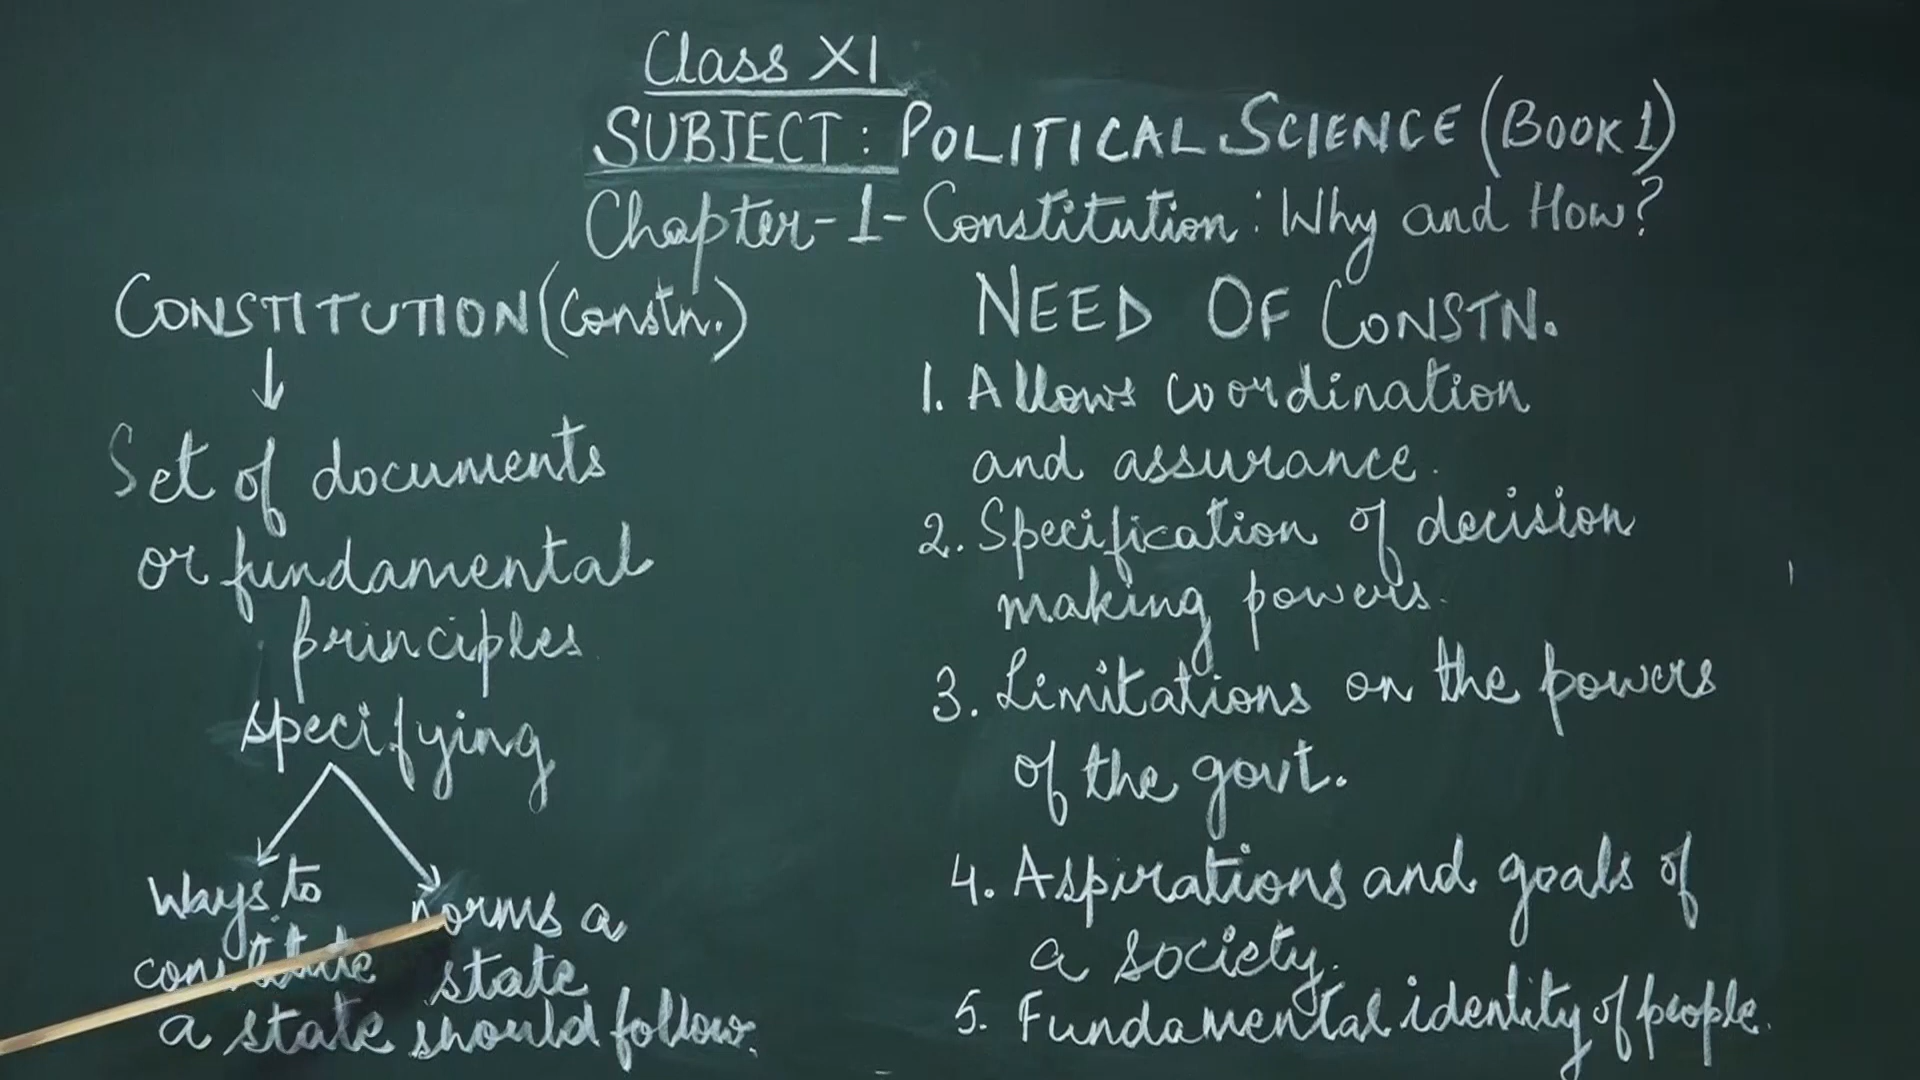 Class XI
SUBJECT: POLITICAL SCIENCE (BOOK 1)
Chapter-1-Constitution: Why and How?
CONSTITUTION (Constn.)
Set of documents
or fundamental
principles
specifying
Ways to
constitute
a state
Norms a
state
should follow.
NEED OF CONSTN.
1. Allows coordination
and assurance.
2. Specification of decision
making powers.
3. Limitations on the powers
of the govt.
4. Aspirations and goals of
a society.
5. Fundamental identity of people.